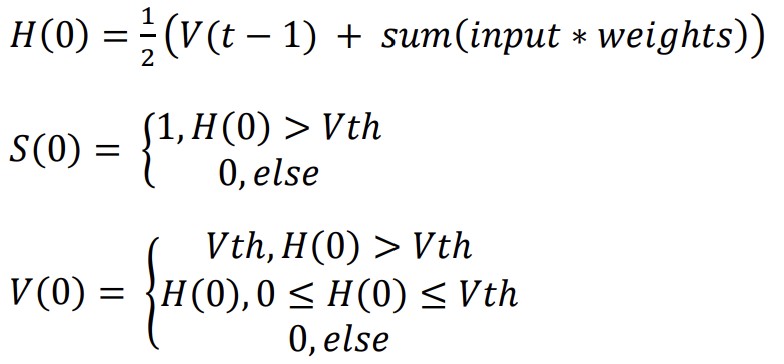 H(0) = 1/2 (V(t − 1) + sum(input ∗ weights))
S(0) = {1, H(0) > Vth
0, else
V(0) = {Vth, H(0) > Vth
H(0), 0 ≤ H(0) ≤ Vth
0, else